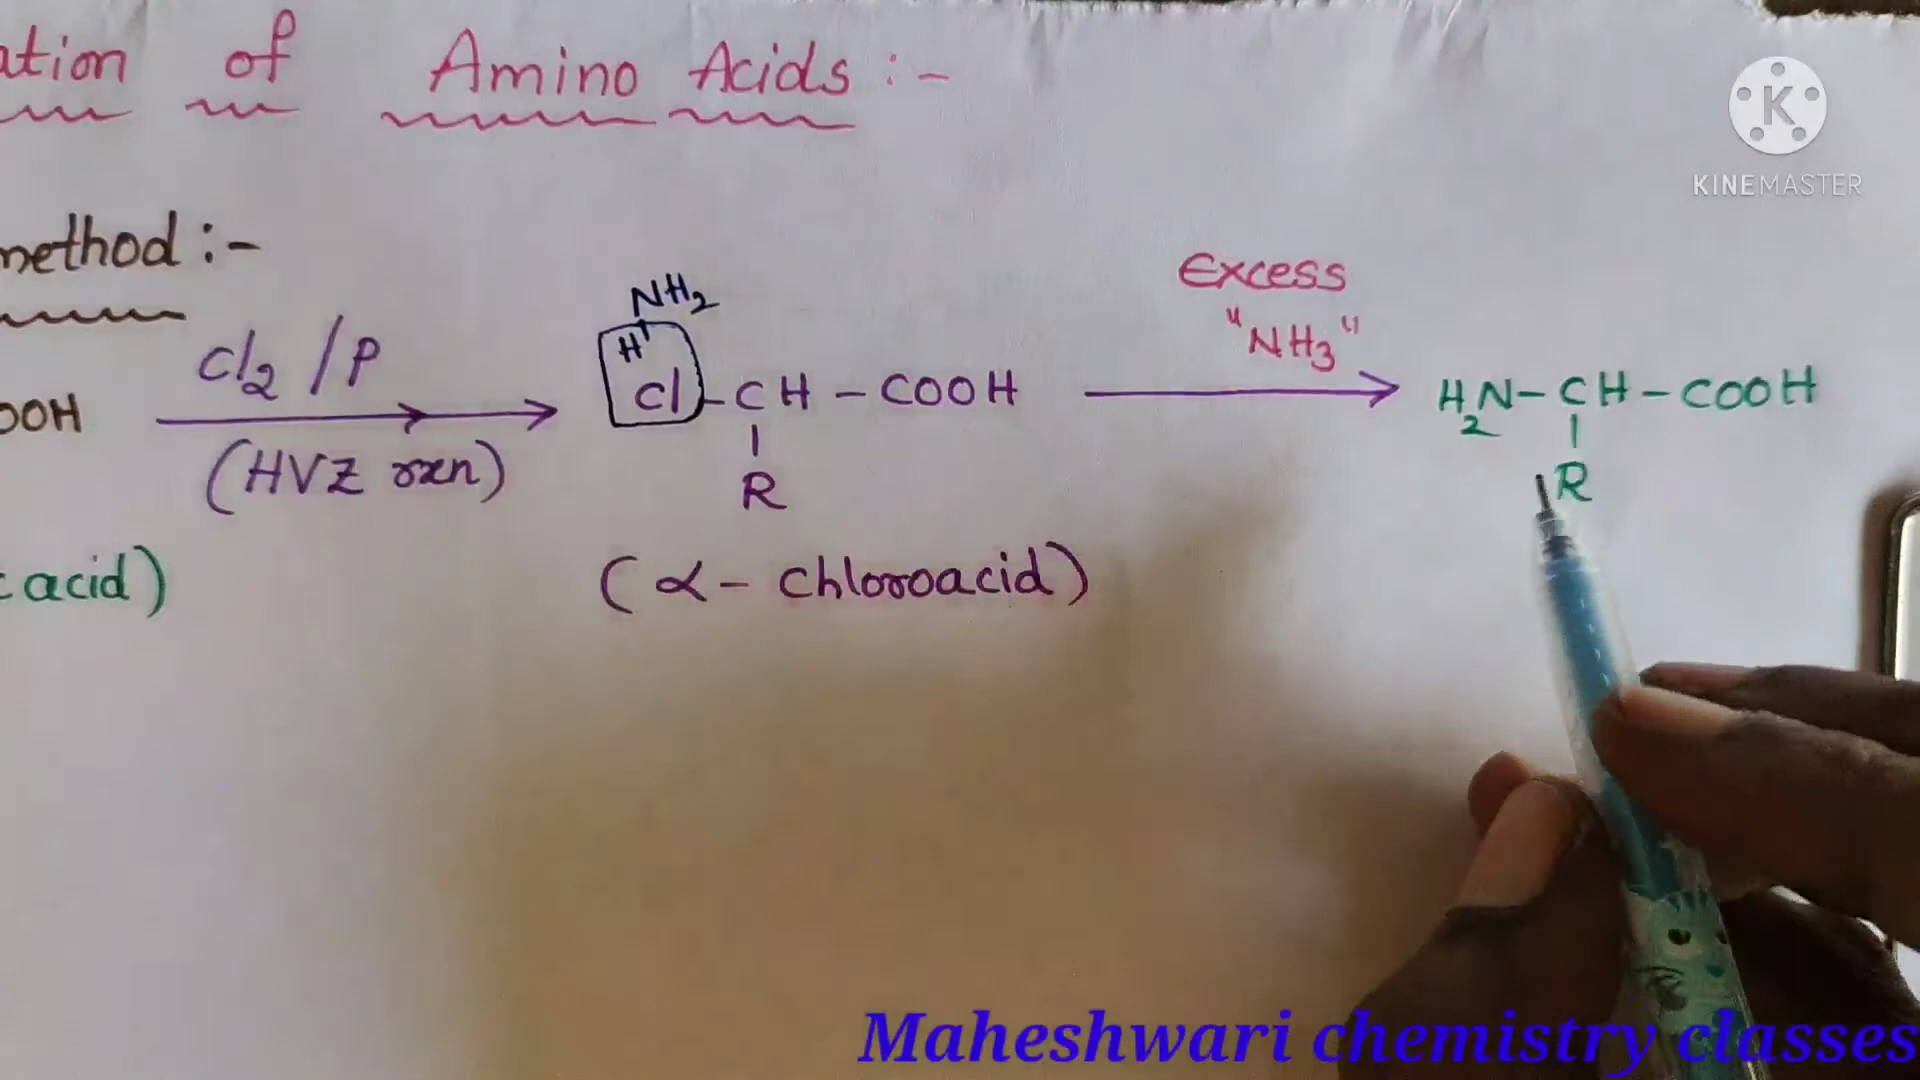 ation of Amino Acids :-
KINEMASTER
method :-
Excess
"NH3"
NH2
H
Cl2 / P
Cl - CH - COOH
H2N - CH - COOH
OOH
(HVZ rxn)
R
R
acid)
(α - chloroacid)
Maheshwari chemistry classes